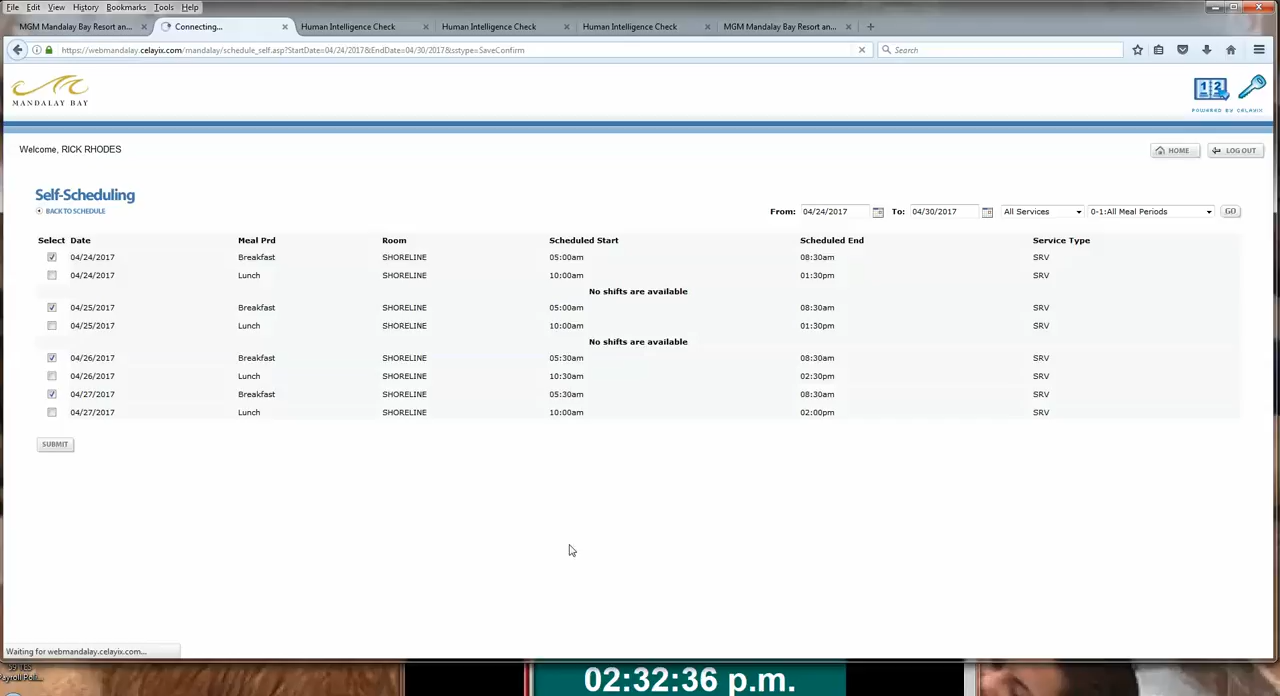 File Edit View History Bookmarks Tools Help
MGM Mandalay Bay Resort an... Connecting... Human Intelligence Check Human Intelligence Check Human Intelligence Check MGM Mandalay Bay Resort an...
https://webmandalay.celayix.com/mandalay/schedule_self.asp?StartDate=04/24/2017&EndDate=04/30/2017&sstype=SaveConfirm Search
MANDALAY BAY
12
POWERED BY CELAYIX
Welcome, RICK RHODES HOME LOG OUT
Self-Scheduling
BACK TO SCHEDULE From: 04/24/2017 To: 04/30/2017 All Services 0-1:All Meal Periods GO
Select Date Meal Prd Room Scheduled Start Scheduled End Service Type
04/24/2017 Breakfast SHORELINE 05:00am 08:30am SRV
04/24/2017 Lunch SHORELINE 10:00am 01:30pm SRV
No shifts are available
04/25/2017 Breakfast SHORELINE 05:00am 08:30am SRV
04/25/2017 Lunch SHORELINE 10:00am 01:30pm SRV
No shifts are available
04/26/2017 Breakfast SHORELINE 05:30am 08:30am SRV
04/26/2017 Lunch SHORELINE 10:30am 02:30pm SRV
04/27/2017 Breakfast SHORELINE 05:30am 08:30am SRV
04/27/2017 Lunch SHORELINE 10:00am 02:00pm SRV
SUBMIT
Waiting for webmandalay.celayix.com...
02:32:36 p.m.